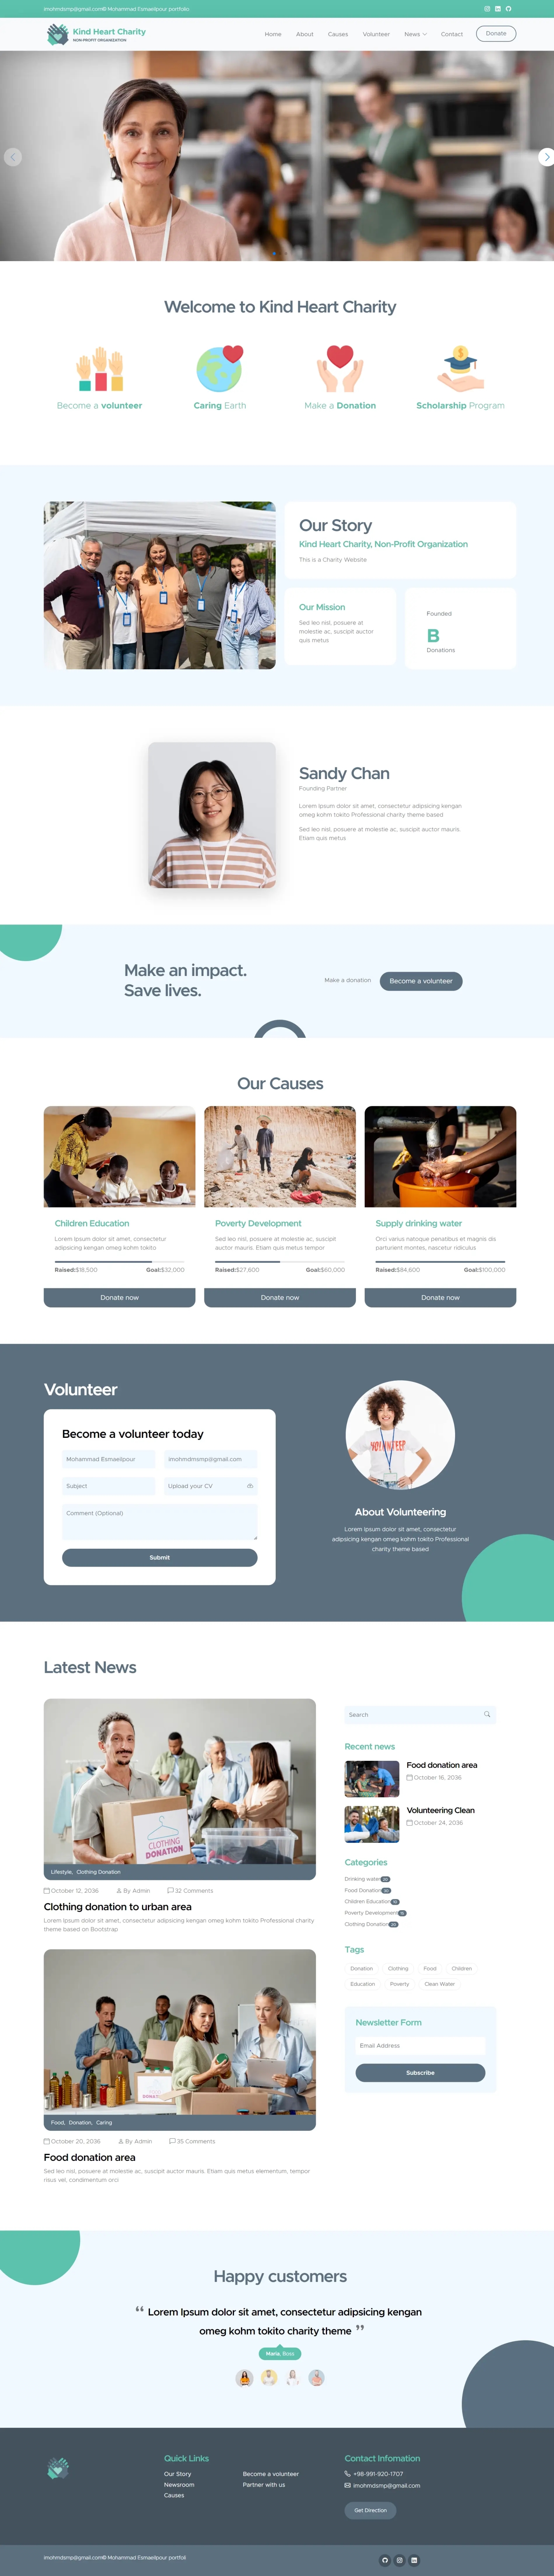 imohmdsmp@gmail.com© Mohammad Esmaeilpour portfolio.
Kind Heart Charity
NON-PROFIT ORGANIZATION
Home
About
Causes
Volunteer
News
Contact
Donate
Welcome to Kind Heart Charity
Become a volunteer
Caring Earth
Make a Donation
Scholarship Program
Our Story
Kind Heart Charity, Non-Profit Organization
This is a Charity Website
Our Mission
Sed leo nisl, posuere at
molestie ac, suscipit auctor
quis metus
Founded
B
Donations
Sandy Chan
Founding Partner
Lorem Ipsum dolor sit amet, consectetur adipsicing kengan
omeg kohm tokito Professional charity theme based
Sed leo nisl, posuere at molestie ac, suscipit auctor mauris.
Etiam quis metus
Make an impact.
Save lives.
Make a donation
Become a volunteer
Our Causes
Children Education
Lorem Ipsum dolor sit amet, consectetur
adipsicing kengan omeg kohm tokito
Raised:$18,500
Goal:$32,000
Donate now
Poverty Development
Sed leo nisl, posuere at molestie ac, suscipit
auctor mauris. Etiam quis metus tempor
Raised:$27,600
Goal:$60,000
Donate now
Supply drinking water
Orci varius natoque penatibus et magnis dis
parturient montes, nascetur ridiculus
Raised:$84,600
Goal:$100,000
Donate now
Volunteer
Become a volunteer today
Mohammad Esmaeilpour
imohmdmsmp@gmail.com
Subject
Upload your CV
Comment (Optional)
Submit
VOLUNTEER
About Volunteering
Lorem Ipsum dolor sit amet, consectetur
adipsicing kengan omeg kohm tokito Professional
charity theme based
Latest News
CLOTHING
DONATION
Lifestyle, Clothing Donation
October 12, 2036
By Admin
32 Comments
Clothing donation to urban area
Lorem Ipsum dolor sit amet, consectetur adipsicing kengan omeg kohm tokito Professional charity
theme based on Bootstrap
Food, Donation, Caring
October 20, 2036
By Admin
35 Comments
Food donation area
Sed leo nisl, posuere at molestie ac, suscipit auctor mauris. Etiam quis metus elementum, tempor
risus vel, condimentum orci
Search
Recent news
Food donation area
October 16, 2036
Volunteering Clean
October 24, 2036
Categories
Drinking water
Food Donation
Children Education
Poverty Development
Clothing Donation
Tags
Donation
Clothing
Food
Children
Education
Poverty
Clean Water
Newsletter Form
Email Address
Subscribe
Happy customers
“ Lorem Ipsum dolor sit amet, consectetur adipsicing kengan
omeg kohm tokito charity theme ”
Maria, Boss
Quick Links
Our Story
Newsroom
Causes
Become a volunteer
Partner with us
Contact Infomation
+98-991-920-1707
imohmdsmp@gmail.com
Get Direction
imohmdsmp@gmail.com© Mohammad Esmaeilpour portfoli